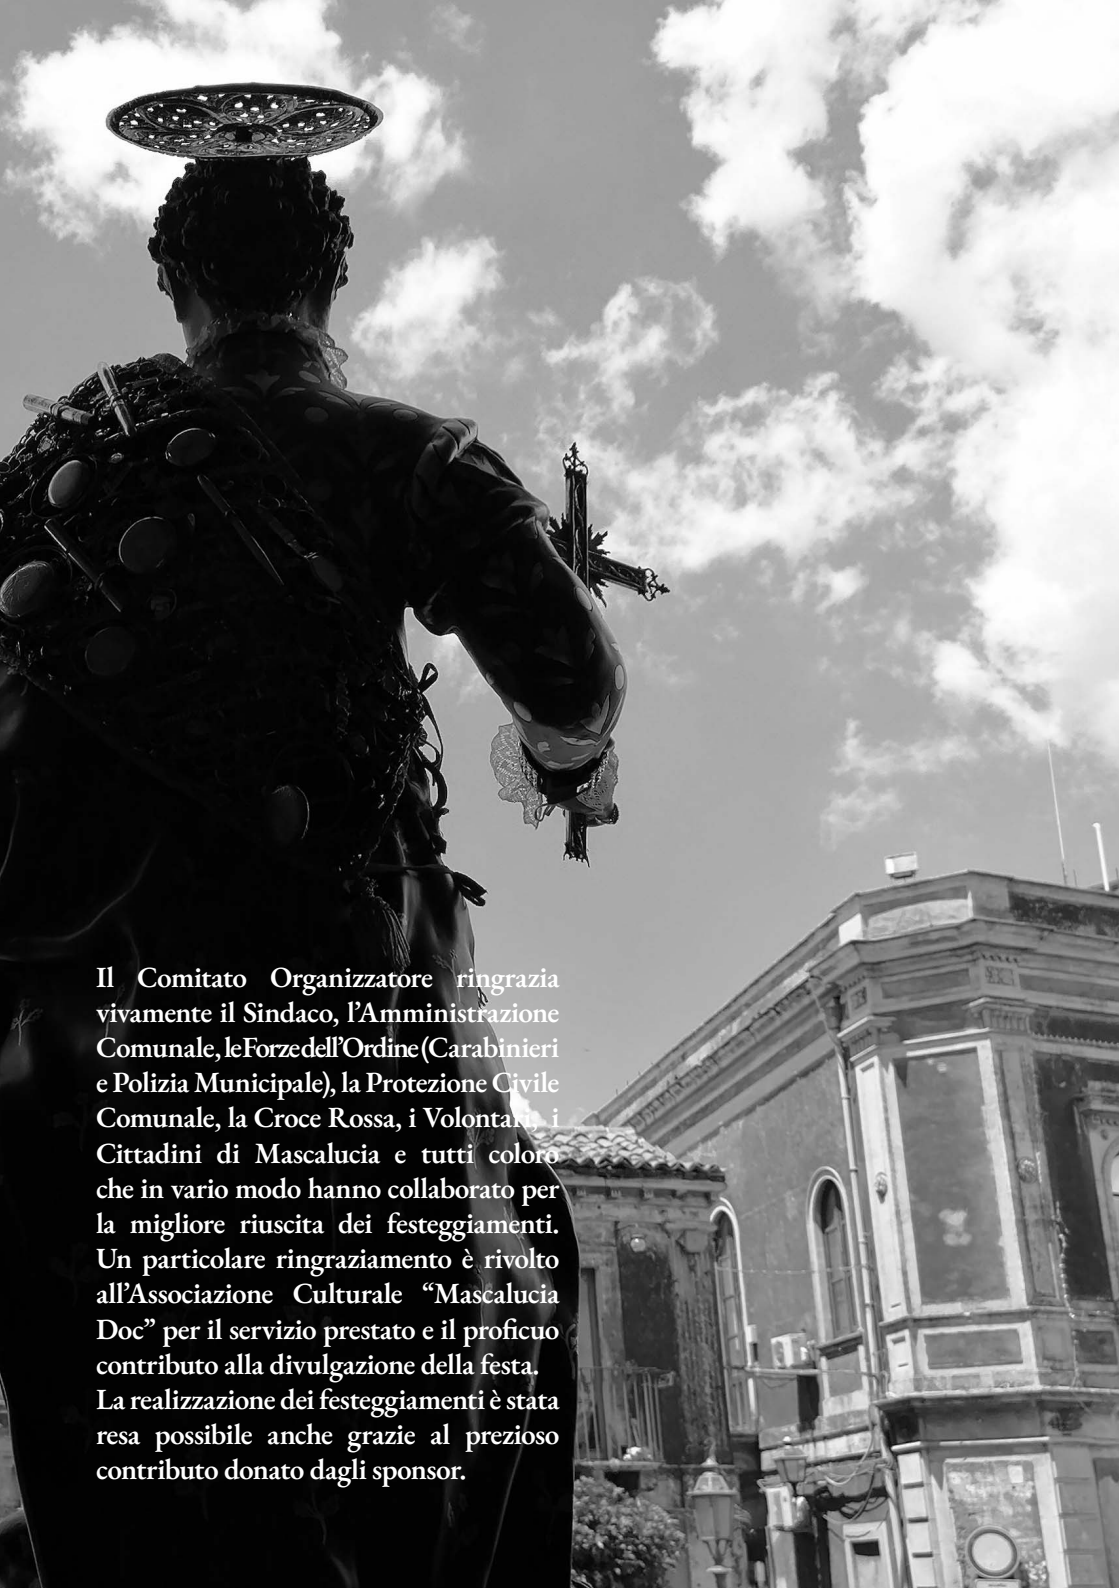 Il Comitato Organizzatore ringrazia
vivamente il Sindaco, l’Amministrazione
Comunale, le Forze dell’Ordine (Carabinieri
e Polizia Municipale), la Protezione Civile
Comunale, la Croce Rossa, i Volontari, i
Cittadini di Mascalucia e tutti coloro
che in vario modo hanno collaborato per
la migliore riuscita dei festeggiamenti.
Un particolare ringraziamento è rivolto
all’Associazione Culturale “Mascalucia
Doc” per il servizio prestato e il proficuo
contributo alla divulgazione della festa.
La realizzazione dei festeggiamenti è stata
resa possibile anche grazie al prezioso
contributo donato dagli sponsor.